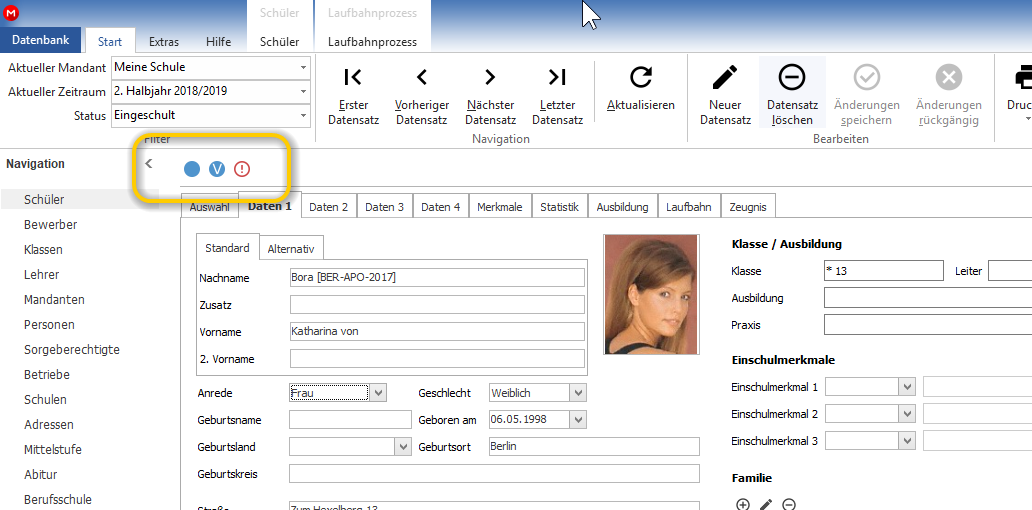 M
Schüler Laufbahnprozess
Datenbank Start Extras Hilfe Schüler Laufbahnprozess
Aktueller Mandant Meine Schule
Aktueller Zeitraum 2. Halbjahr 2018/2019
Status Eingeschult
Filter
Erster Datensatz
Vorheriger Datensatz
Nächster Datensatz
Letzter Datensatz
Aktualisieren
Navigation
Neuer Datensatz
Datensatz löschen
Änderungen speichern
Änderungen rückgängig
Bearbeiten
Druc
Navigation
V !
Schüler
Bewerber
Klassen
Lehrer
Mandanten
Personen
Sorgeberechtigte
Betriebe
Schulen
Adressen
Mittelstufe
Abitur
Berufsschule
Auswahl Daten 1 Daten 2 Daten 3 Daten 4 Merkmale Statistik Ausbildung Laufbahn Zeugnis
Standard Alternativ
Nachname Bora [BER-APO-2017]
Zusatz
Vorname Katharina von
2. Vorname
Anrede Frau Geschlecht Weiblich
Geburtsname Geboren am 06.05.1998
Geburtsland Geburtsort Berlin
Geburtskreis
Klasse / Ausbildung
Klasse * 13 Leiter
Ausbildung
Praxis
Einschulmerkmale
Einschulmerkmal 1
Einschulmerkmal 2
Einschulmerkmal 3
Familie